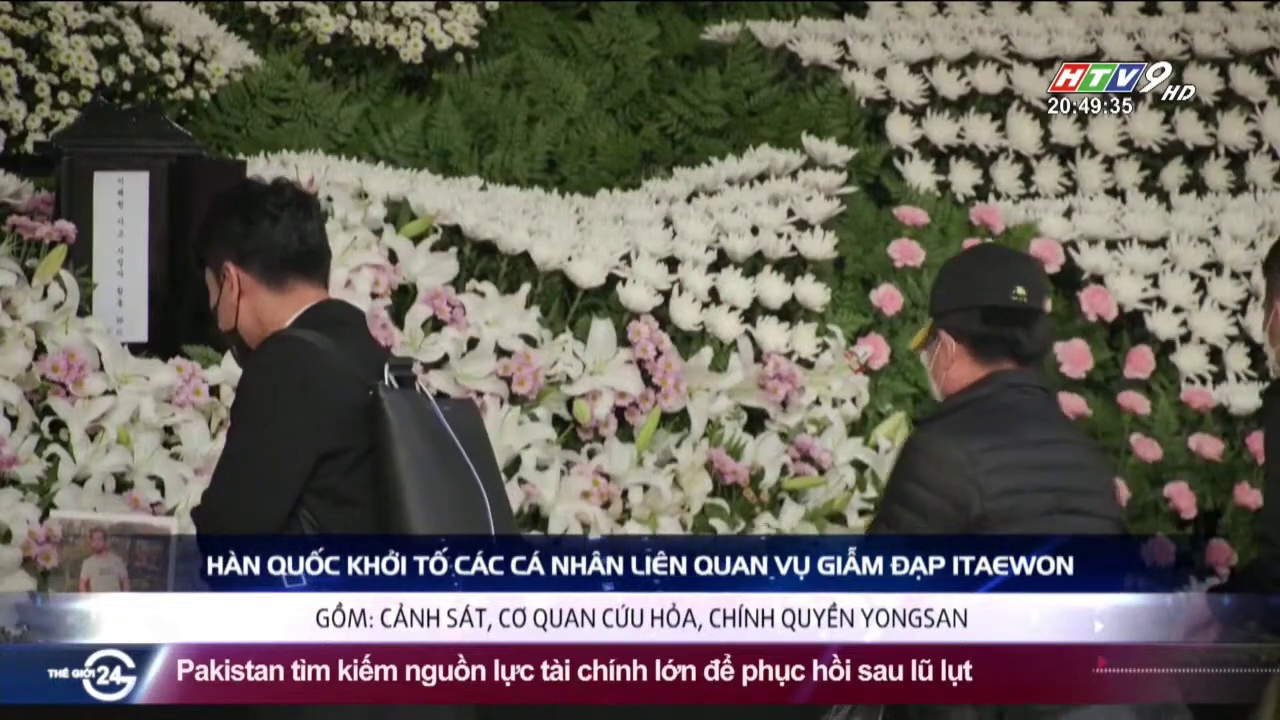 HTV9 HD
20:49:35
HÀN QUỐC KHỞI TỐ CÁC CÁ NHÂN LIÊN QUAN VỤ GIẪM ĐẠP ITAEWON
GỒM: CẢNH SÁT, CƠ QUAN CỨU HỎA, CHÍNH QUYỀN YONGSAN
THẾ GIỚI 24G
Pakistan tìm kiếm nguồn lực tài chính lớn để phục hồi sau lũ lụt